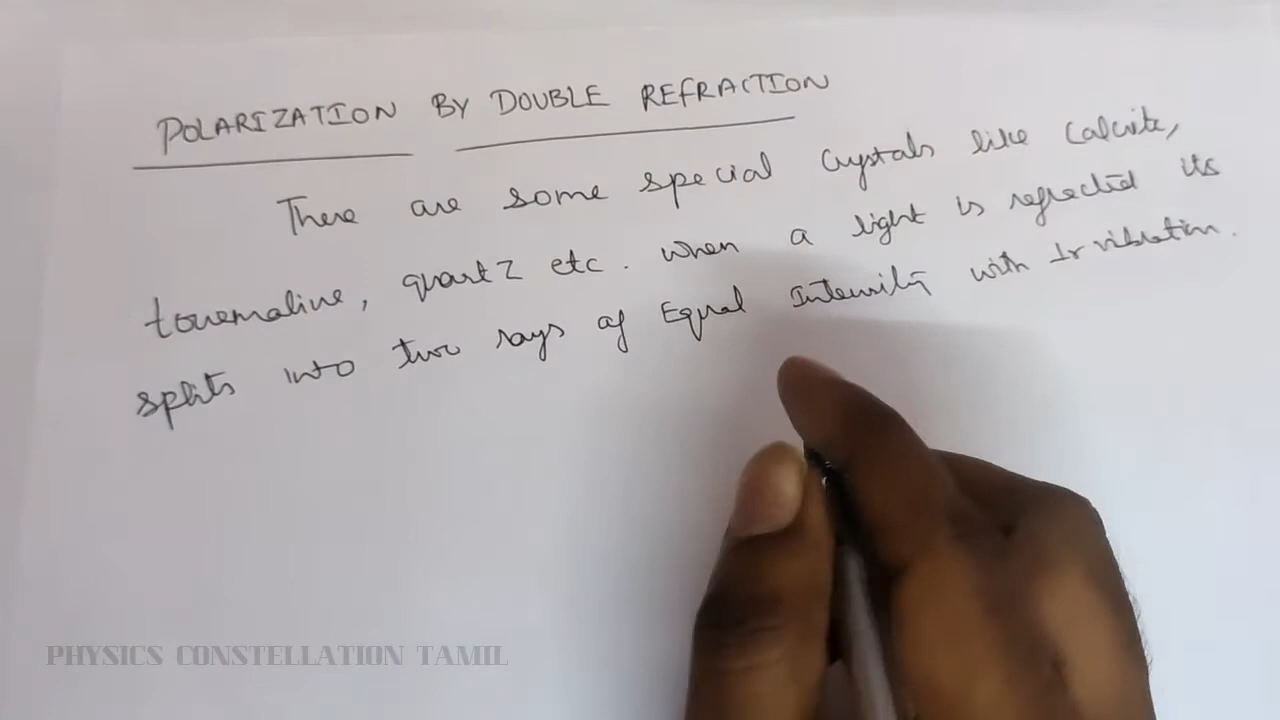 POLARIZATION BY DOUBLE REFRACTION
There are some special crystals like Calcite,
tourmaline, quartz etc. when a light is refracted its
splits into two rays of Equal Intensity with ⊥r vibration.
PHYSICS CONSTELLATION TAMIL